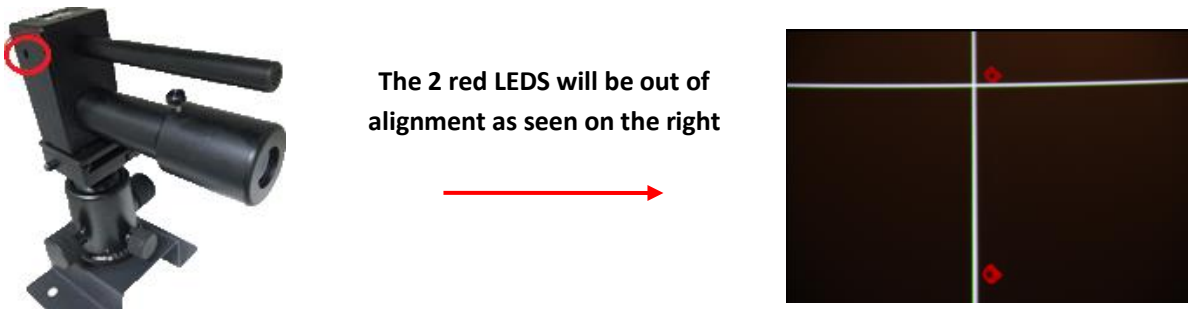 The 2 red LEDS will be out of
alignment as seen on the right